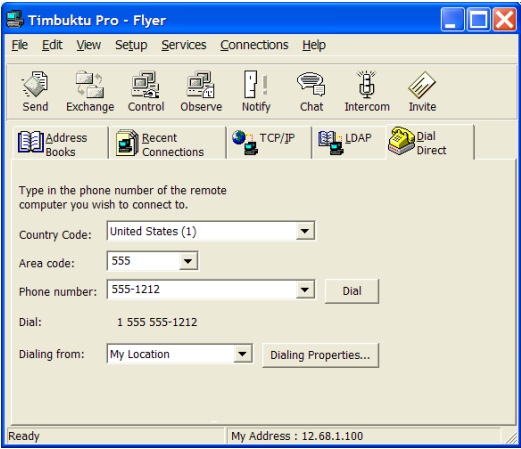 Timbuktu Pro - Flyer
File Edit View Setup Services Connections Help
Send Exchange Control Observe Notify Chat Intercom Invite
Address Books
Recent Connections
TCP/IP
LDAP
Dial Direct
Type in the phone number of the remote
computer you wish to connect to.
Country Code: United States (1)
Area code: 555
Phone number: 555-1212 Dial
Dial: 1 555 555-1212
Dialing from: My Location Dialing Properties...
Ready My Address : 12.68.1.100